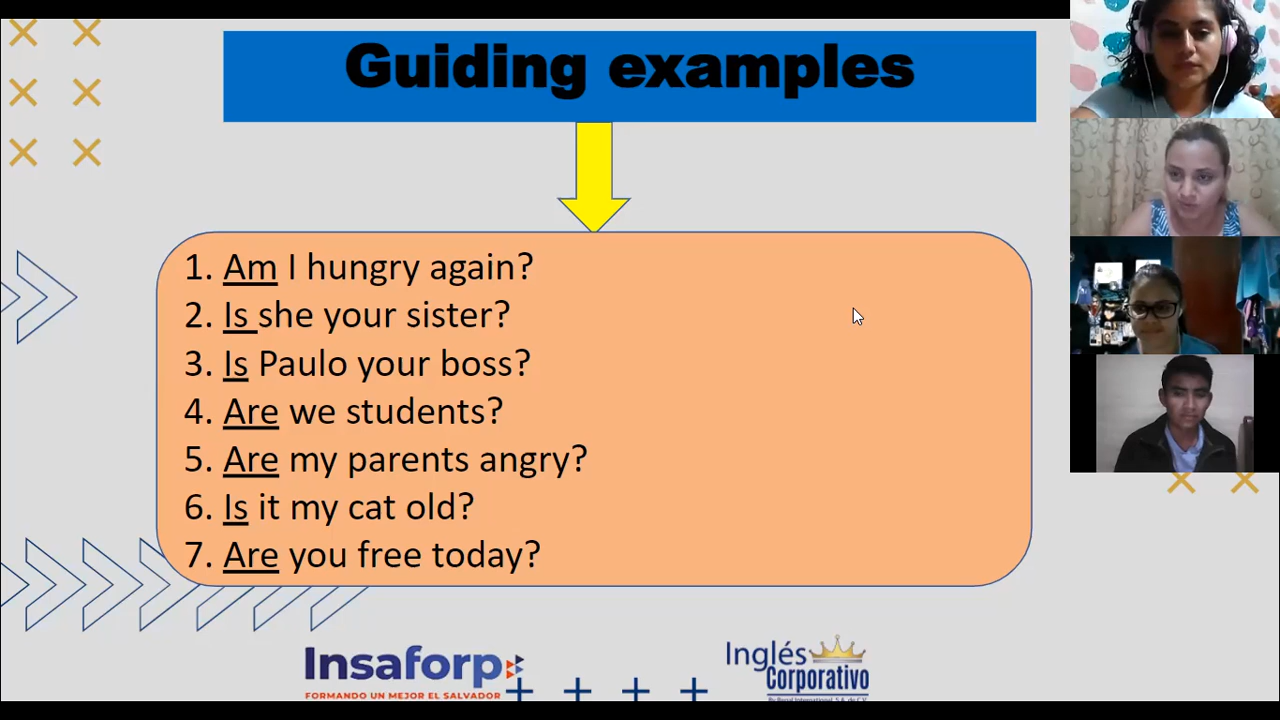 Guiding examples
1. Am I hungry again?
2. Is she your sister?
3. Is Paulo your boss?
4. Are we students?
5. Are my parents angry?
6. Is it my cat old?
7. Are you free today?
Insaforp
FORMANDO UN MEJOR EL SALVADOR
Inglés
Corporativo